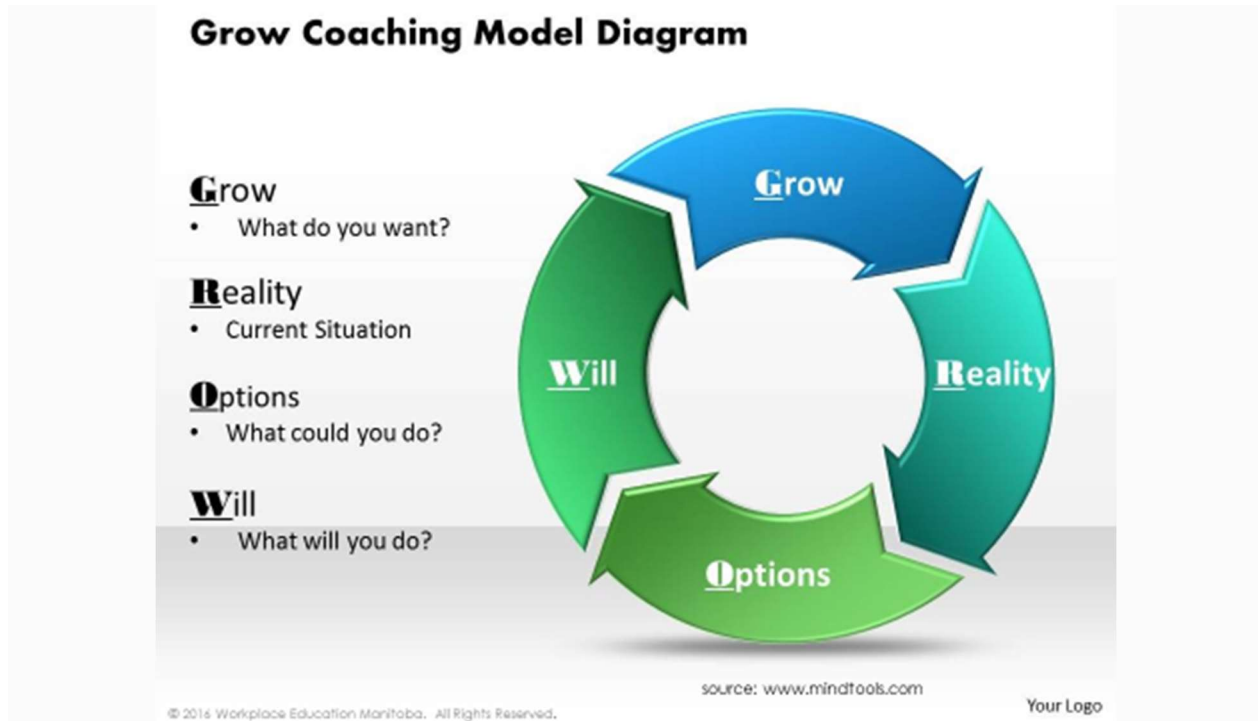 Grow Coaching Model Diagram
Grow
• What do you want?
Reality
• Current Situation
Options
• What could you do?
Will
• What will you do?
Grow
Reality
Options
Will
source: www.mindtools.com
Your Logo
© 2016 Workplace Education Manitoba. All Rights Reserved.